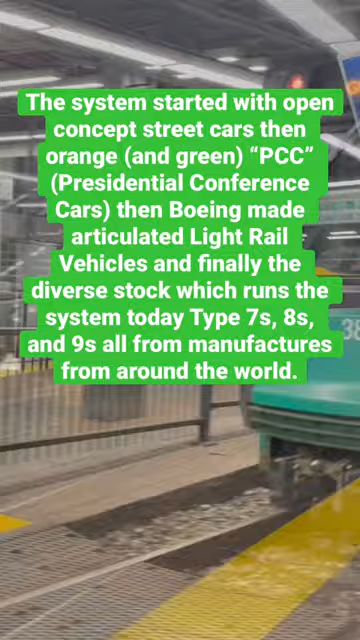 The system started with open
concept street cars then
orange (and green) “PCC”
(Presidential Conference
Cars) then Boeing made
articulated Light Rail
Vehicles and finally the
diverse stock which runs the
system today Type 7s, 8s,
and 9s all from manufactures
from around the world.
38